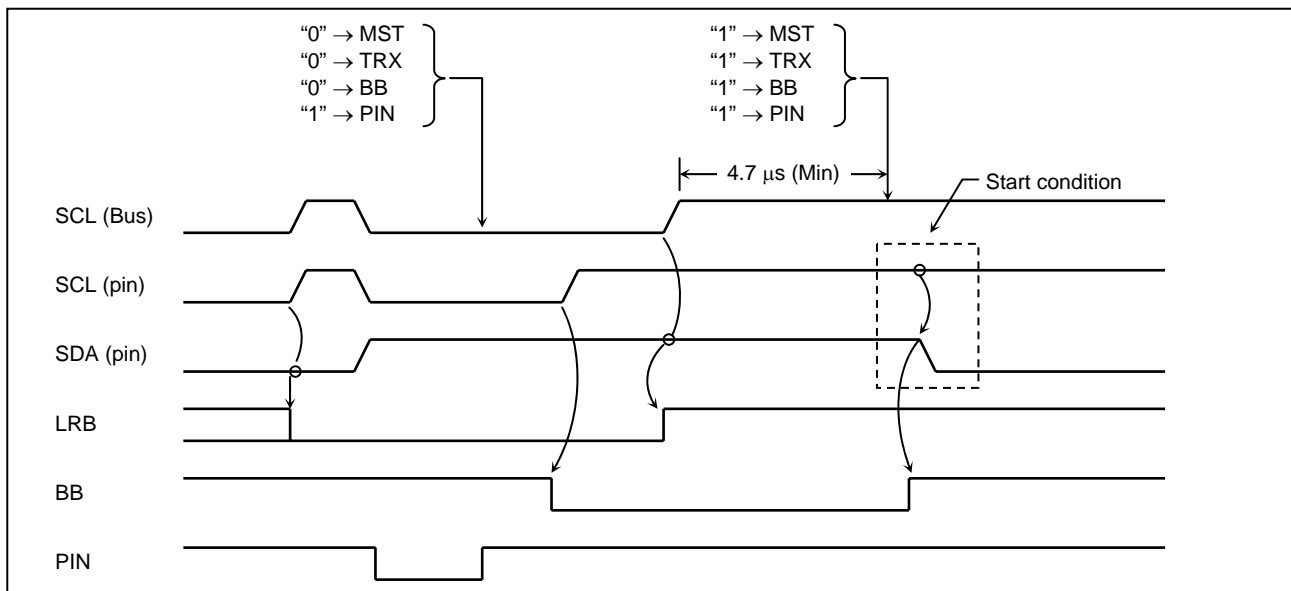 “0” → MST
“0” → TRX
“0” → BB
“1” → PIN
“1” → MST
“1” → TRX
“1” → BB
“1” → PIN
4.7 μs (Min)
Start condition
SCL (Bus)
SCL (pin)
SDA (pin)
LRB
BB
PIN